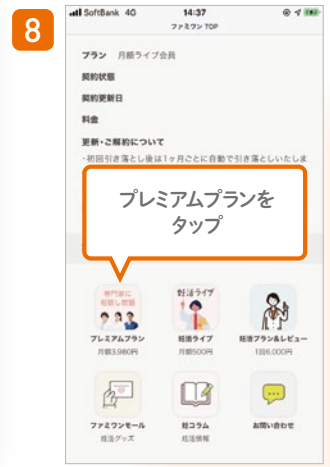 8
SoftBank 4G 14:37
ファミワン TOP
プラン 月額ライブ会員
契約状態
契約更新日
料金
更新・ご解約について
・初回引き落とし後は1ヶ月ごとに自動で引き落としいたしま
プレミアムプランを
タップ
専門家に
相談し放題
妊活ライブ
プレミアムプラン
月額3,980円
妊活ライブ
月額500円
妊活プラン&レビュー
1回6,000円
ファミワンモール
妊活グッズ
妊コラム
妊活情報
お問い合わせ